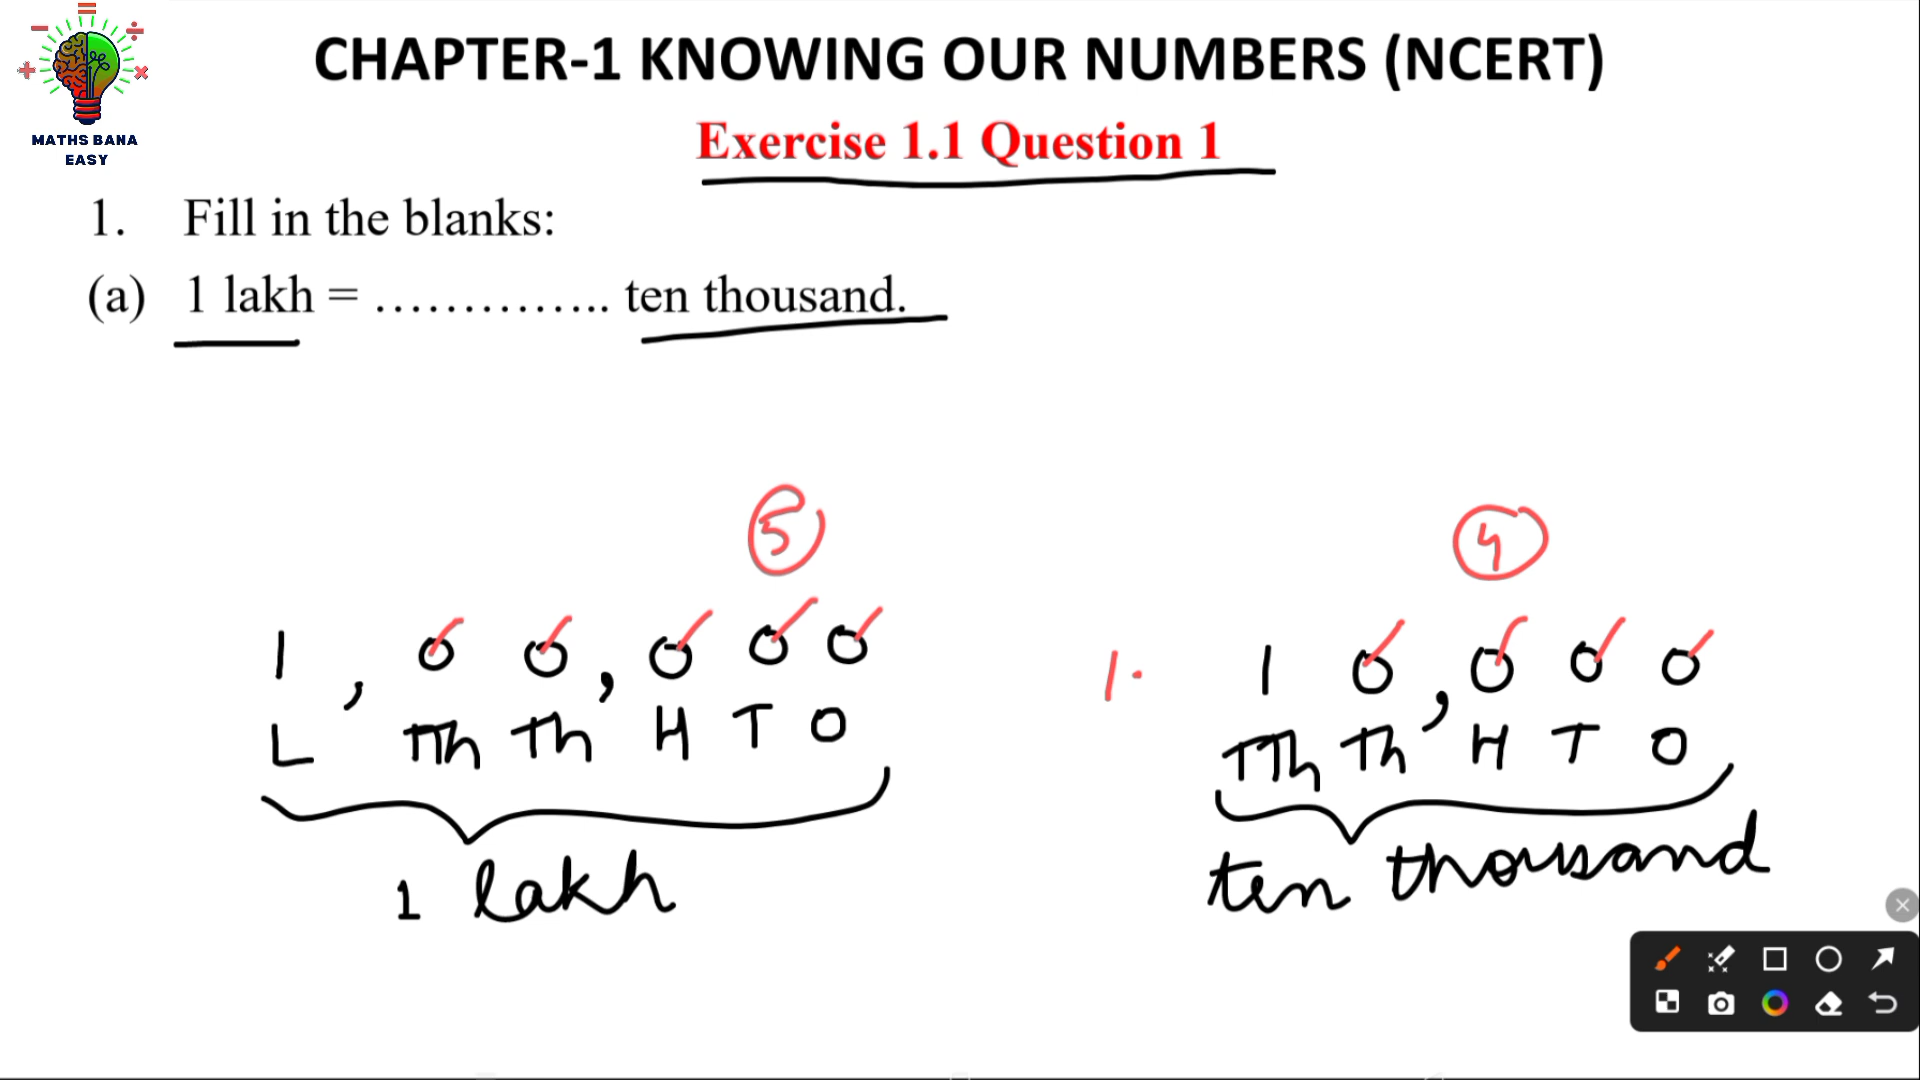 CHAPTER-1 KNOWING OUR NUMBERS (NCERT)
MATHS BANA
EASY
Exercise 1.1 Question 1
1. Fill in the blanks:
(a) 1 lakh = ………….. ten thousand.
5 4
1 , 0 0 , 0 0 0
L TTh Th H T O
1 lakh
1.
1 0 , 0 0 0
TTh Th H T O
ten thousand